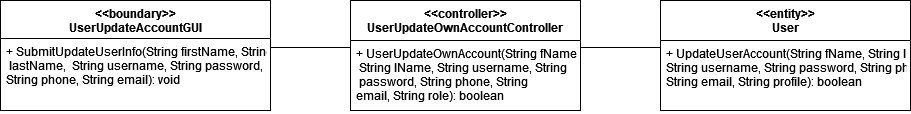 <<boundary>>
UserUpdateAccountGUI
+ SubmitUpdateUserInfo(String firstName, Strin
lastName, String username, String password,
String phone, String email): void
<<controller>>
UserUpdateOwnAccountController
+ UserUpdateOwnAccount(String fName
String lName, String username, String
password, String phone, String
email, String role): boolean
<<entity>>
User
+ UpdateUserAccount(String fName, String l
String username, String password, String ph
String email, String profile): boolean